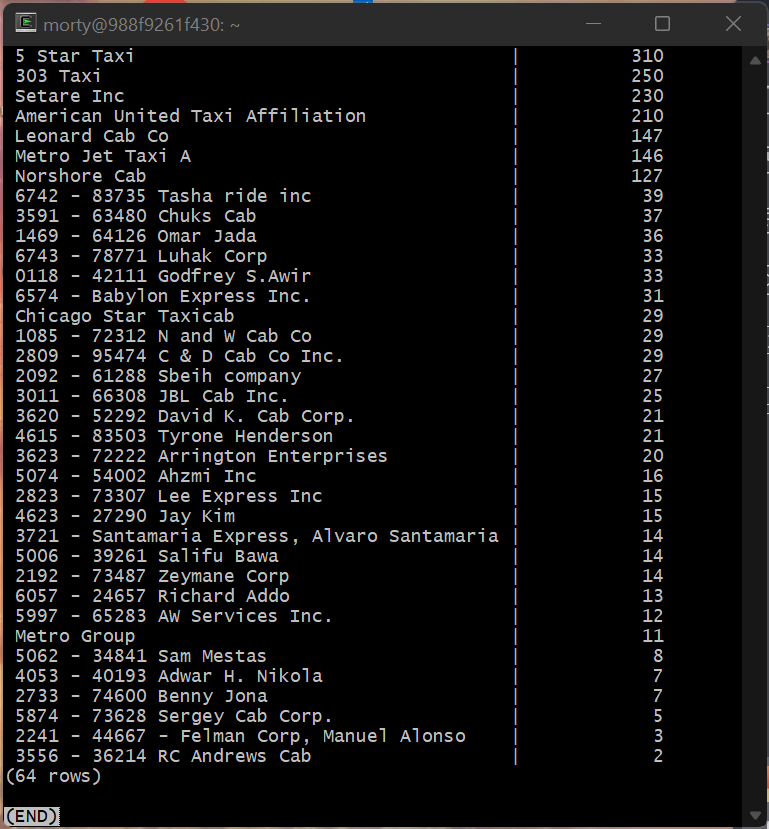 morty@988f9261f430: ~
5 Star Taxi | 310
303 Taxi | 250
Setare Inc | 230
American United Taxi Affiliation | 210
Leonard Cab Co | 147
Metro Jet Taxi A | 146
Norshore Cab | 127
6742 - 83735 Tasha ride inc | 39
3591 - 63480 Chuks Cab | 37
1469 - 64126 Omar Jada | 36
6743 - 78771 Luhak Corp | 33
0118 - 42111 Godfrey S.Awir | 33
6574 - Babylon Express Inc. | 31
Chicago Star Taxicab | 29
1085 - 72312 N and W Cab Co | 29
2809 - 95474 C & D Cab Co Inc. | 29
2092 - 61288 Sbeih company | 27
3011 - 66308 JBL Cab Inc. | 25
3620 - 52292 David K. Cab Corp. | 21
4615 - 83503 Tyrone Henderson | 21
3623 - 72222 Arrington Enterprises | 20
5074 - 54002 Ahzmi Inc | 16
2823 - 73307 Lee Express Inc | 15
4623 - 27290 Jay Kim | 15
3721 - Santamaria Express, Alvaro Santamaria | 14
5006 - 39261 Salifu Bawa | 14
2192 - 73487 Zeymane Corp | 14
6057 - 24657 Richard Addo | 13
5997 - 65283 AW Services Inc. | 12
Metro Group | 11
5062 - 34841 Sam Mestas | 8
4053 - 40193 Adwar H. Nikola | 7
2733 - 74600 Benny Jona | 7
5874 - 73628 Sergey Cab Corp. | 5
2241 - 44667 - Felman Corp, Manuel Alonso | 3
3556 - 36214 RC Andrews Cab | 2
(64 rows)
(END)